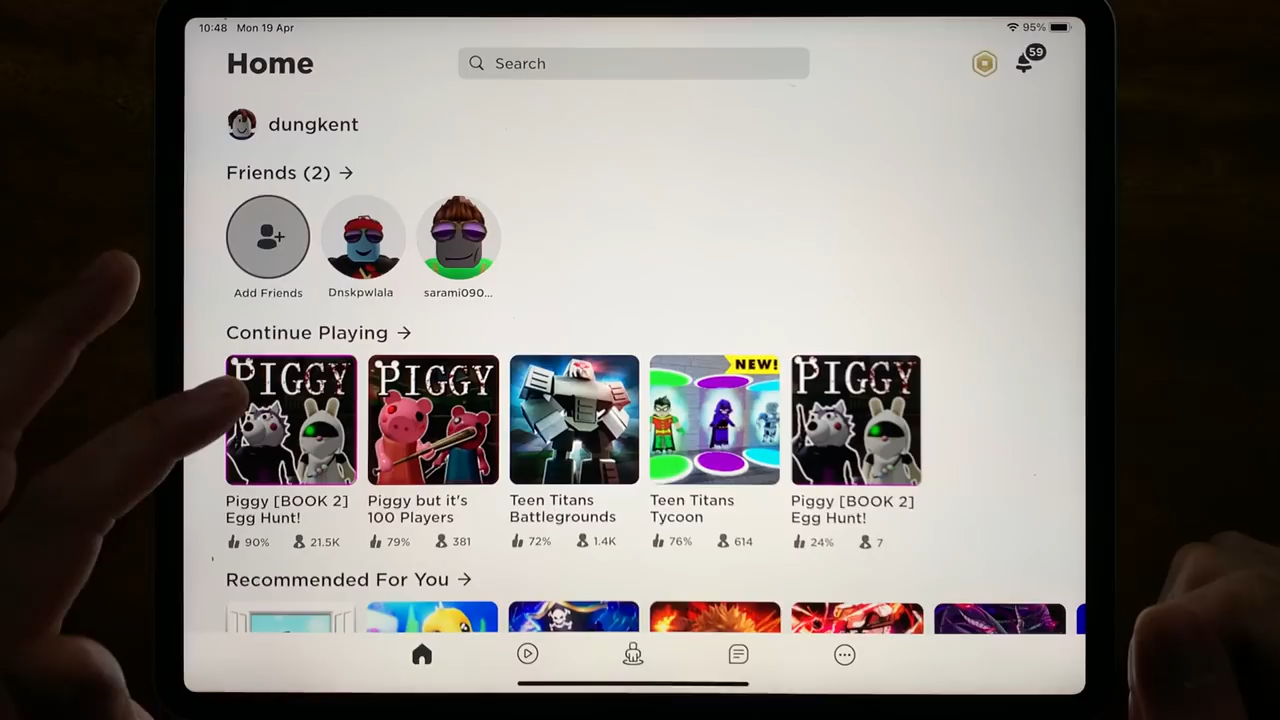 10:48 Mon 19 Apr
95%
Home
Search
59
dungkent
Friends (2) →
Add Friends
Dnskpwlala
sarami090...
Continue Playing →
PIGGY
PIGGY
NEW!
PIGGY
Piggy [BOOK 2]
Egg Hunt!
90% 21.5K
Piggy but it's
100 Players
79% 381
Teen Titans
Battlegrounds
72% 1.4K
Teen Titans
Tycoon
76% 614
Piggy [BOOK 2]
Egg Hunt!
24% 7
Recommended For You →